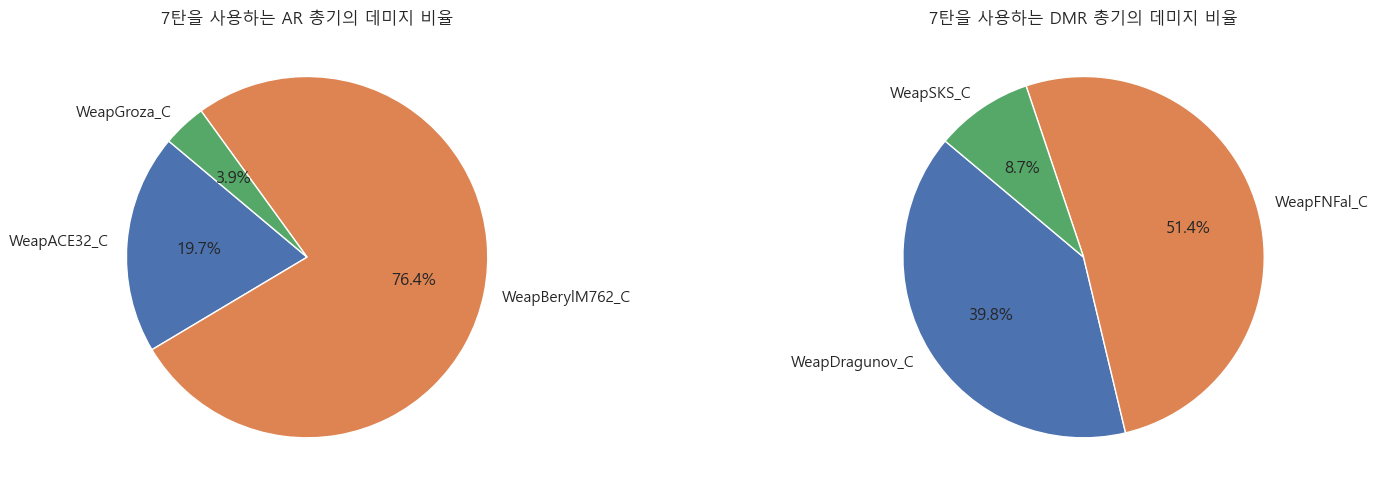 7탄을 사용하는 AR 총기의 데미지 비율
WeapGroza_C
3.9%
WeapACE32_C
19.7%
76.4%
WeapBerylM762_C
7탄을 사용하는 DMR 총기의 데미지 비율
WeapSKS_C
8.7%
WeapFNFal_C
51.4%
39.8%
WeapDragunov_C